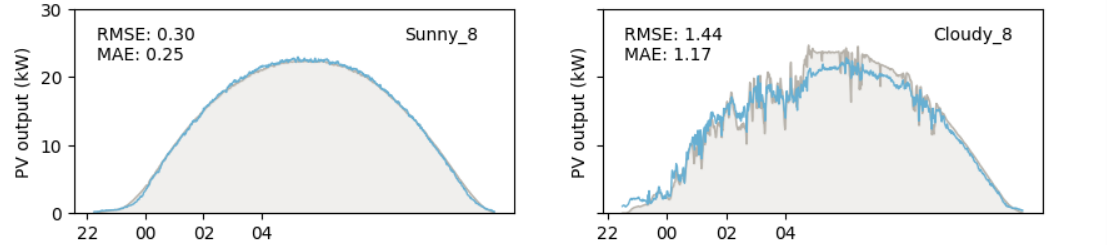 30
RMSE: 0.30
Sunny_8
RMSE: 1.44
Cloudy_8
MAE: 0.25
MAE: 1.17
20
10
0
PV output (kW)
PV output (kW)
22 00 02 04
22 00 02 04